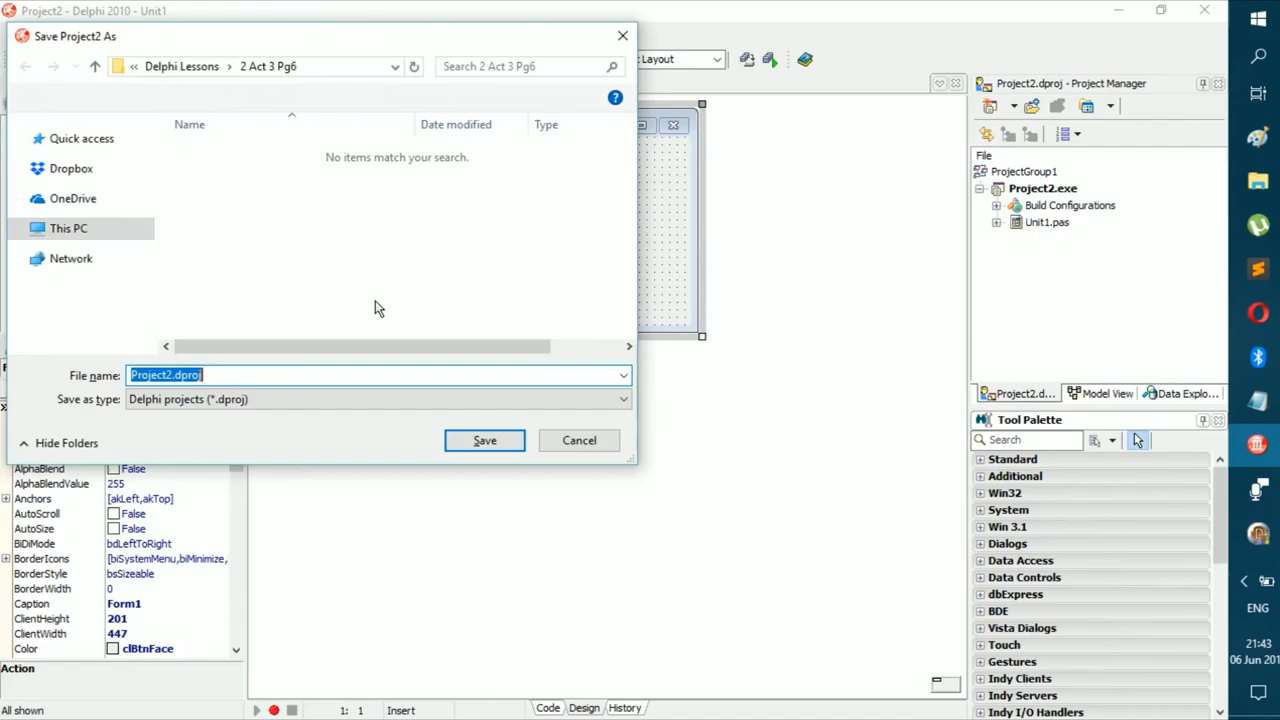 Project2 - Delphi 2010 - Unit1
Save Project2 As
« Delphi Lessons > 2 Act 3 Pg6
Search 2 Act 3 Pg6
Name
Date modified
Type
No items match your search.
Quick access
Dropbox
OneDrive
This PC
Network
File name:
Project2.dproj
Save as type:
Delphi projects (*.dproj)
Hide Folders
Save
Cancel
Layout
AlphaBlend
False
AlphaBlendValue
255
Anchors
[akLeft,akTop]
AutoScroll
False
AutoSize
False
BiDiMode
bdLeftToRight
BorderIcons
[biSystemMenu,biMinimize,
BorderStyle
bsSizeable
BorderWidth
0
Caption
Form1
ClientHeight
201
ClientWidth
447
Color
clBtnFace
Action
All shown
1: 1
Insert
Code
Design
History
Project2.dproj - Project Manager
File
ProjectGroup1
Project2.exe
Build Configurations
Unit1.pas
Project2.d...
Model View
Data Explo...
Tool Palette
Search
Standard
Additional
Win32
System
Win 3.1
Dialogs
Data Access
Data Controls
dbExpress
BDE
Vista Dialogs
Touch
Gestures
Indy Clients
Indy Servers
Indy I/O Handlers
ENG
21:43
06 Jun 201